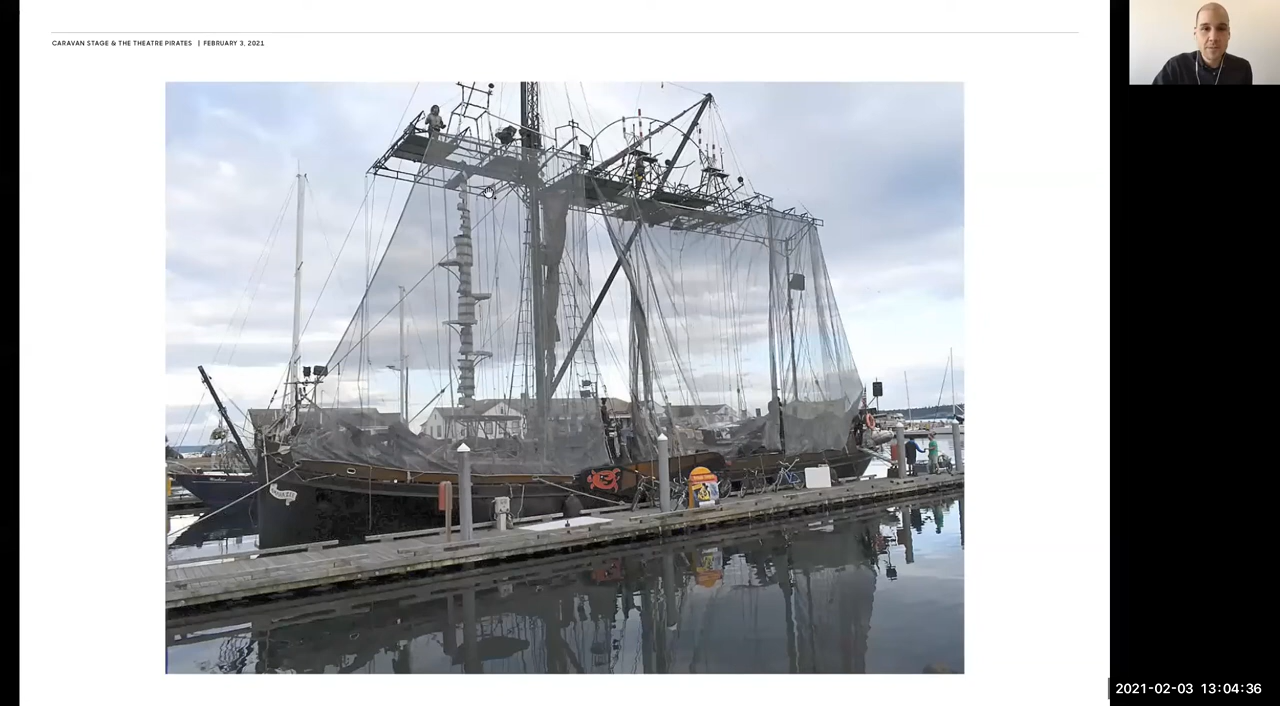 CARAVAN STAGE & THE THEATRE PIRATES | FEBRUARY 3, 2021
2021-02-03 13:04:36